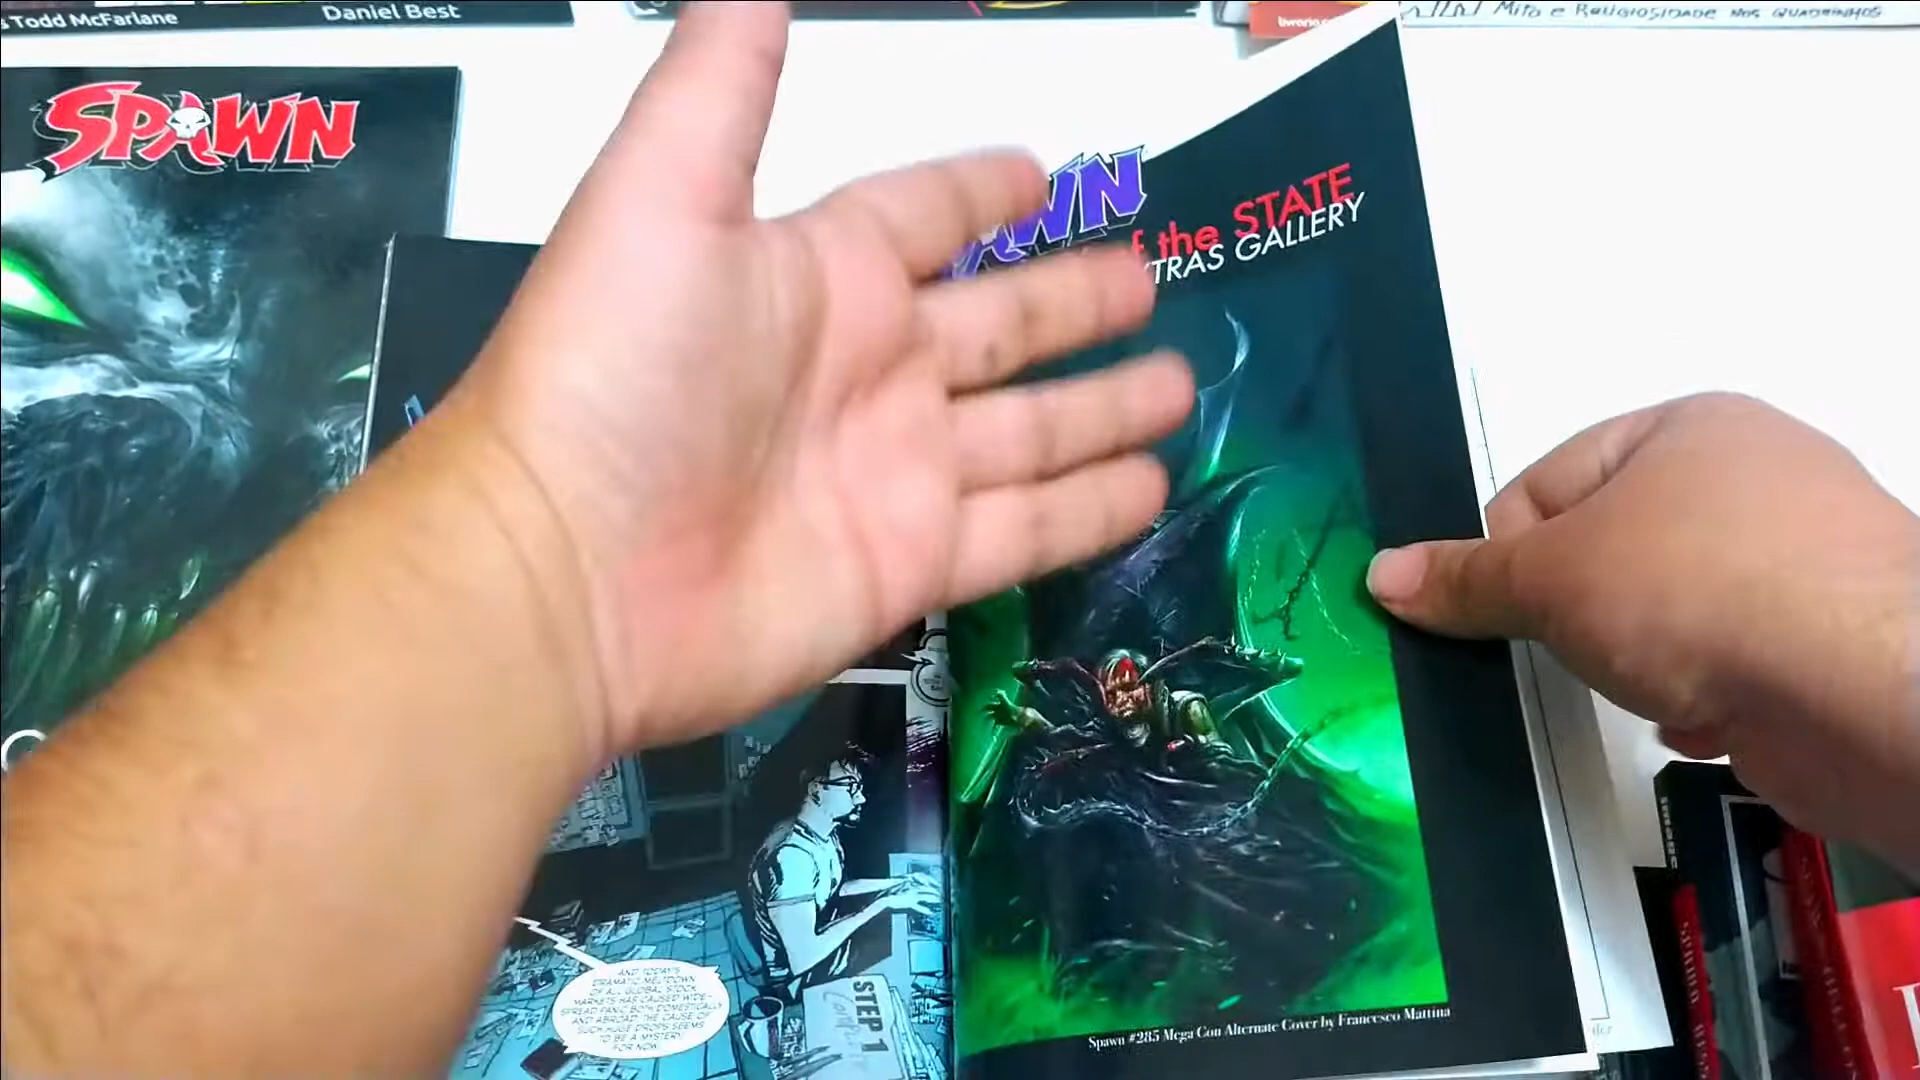 Todd McFarlane
Daniel Best
MITO E RELIGIOSIDADE NOS QUADRINHOS
SPAWN
WN
of the STATE
TRAS GALLERY
AND TODAY'S
DRAMATIC MELTDOWN
OF ALL GLOBAL STOCK
MARKETS HAS CAUSED WIDE-
SPREAD PANIC BOTH DOMESTICALLY
AND ABROAD. THE CAUSE OF
SUCH HUGE DROPS SEEMS
TO BE A MYSTERY
FOR NOW.
STEP 1
Spawn #285 Mega Con Alternate Cover by Francesco Mattina